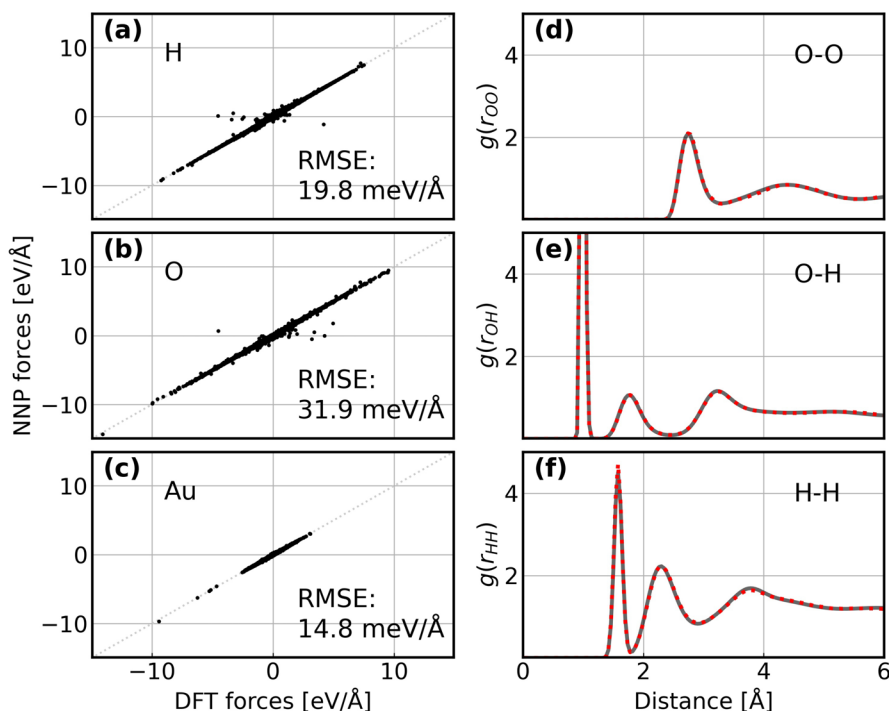 (a)
H
RMSE:
19.8 meV/Å
10
0
−10
(b)
O
RMSE:
31.9 meV/Å
10
0
−10
NNP forces [eV/Å]
(c)
Au
RMSE:
14.8 meV/Å
10
0
−10
−10 0 10
DFT forces [eV/Å]
(d)
O-O
4
2
g(r_OO)
(e)
O-H
4
2
g(r_OH)
(f)
H-H
4
2
g(r_HH)
0 2 4 6
Distance [Å]